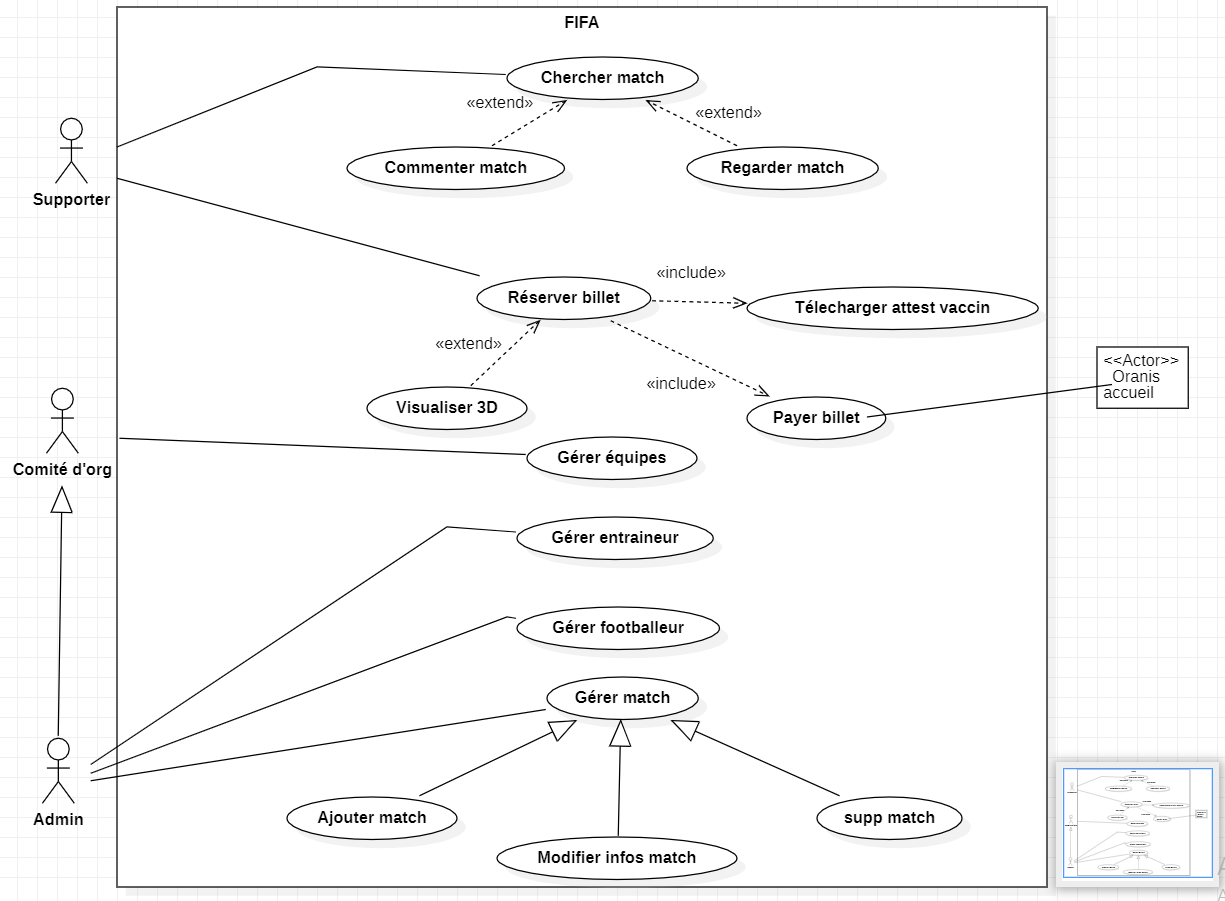 FIFA
Chercher match
«extend»
«extend»
Commenter match
Regarder match
Supporter
«include»
Réserver billet
Télecharger attest vaccin
«extend»
<<Actor>>
Oranis
accueil
«include»
Visualiser 3D
Payer billet
Gérer équipes
Comité d'org
Gérer entraineur
Gérer footballeur
Gérer match
Ajouter match
supp match
Admin
Modifier infos match